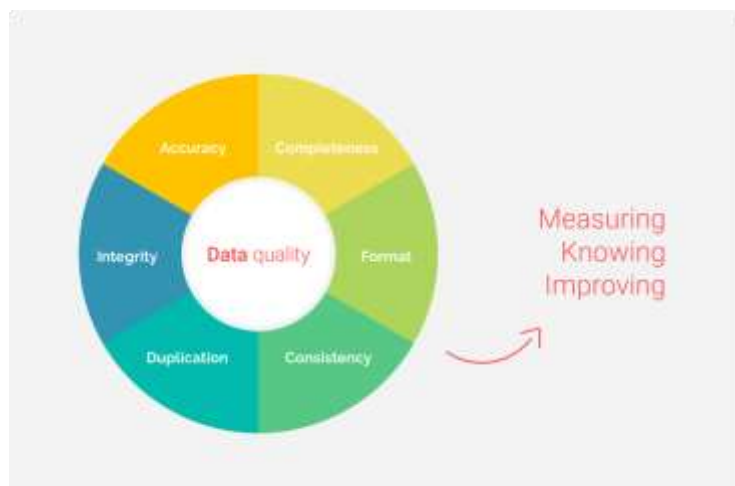 Accuracy
Completeness
Integrity
Data quality
Format
Duplication
Consistency
Measuring
Knowing
Improving